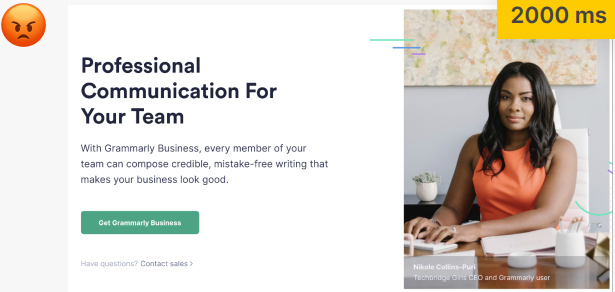 2000 ms
Professional
Communication For
Your Team
With Grammarly Business, every member of your
team can compose credible, mistake-free writing that
makes your business look good.
Get Grammarly Business
Have questions? Contact sales >
Nikole Collins-Puri
Techbridge Girls CEO and Grammarly user